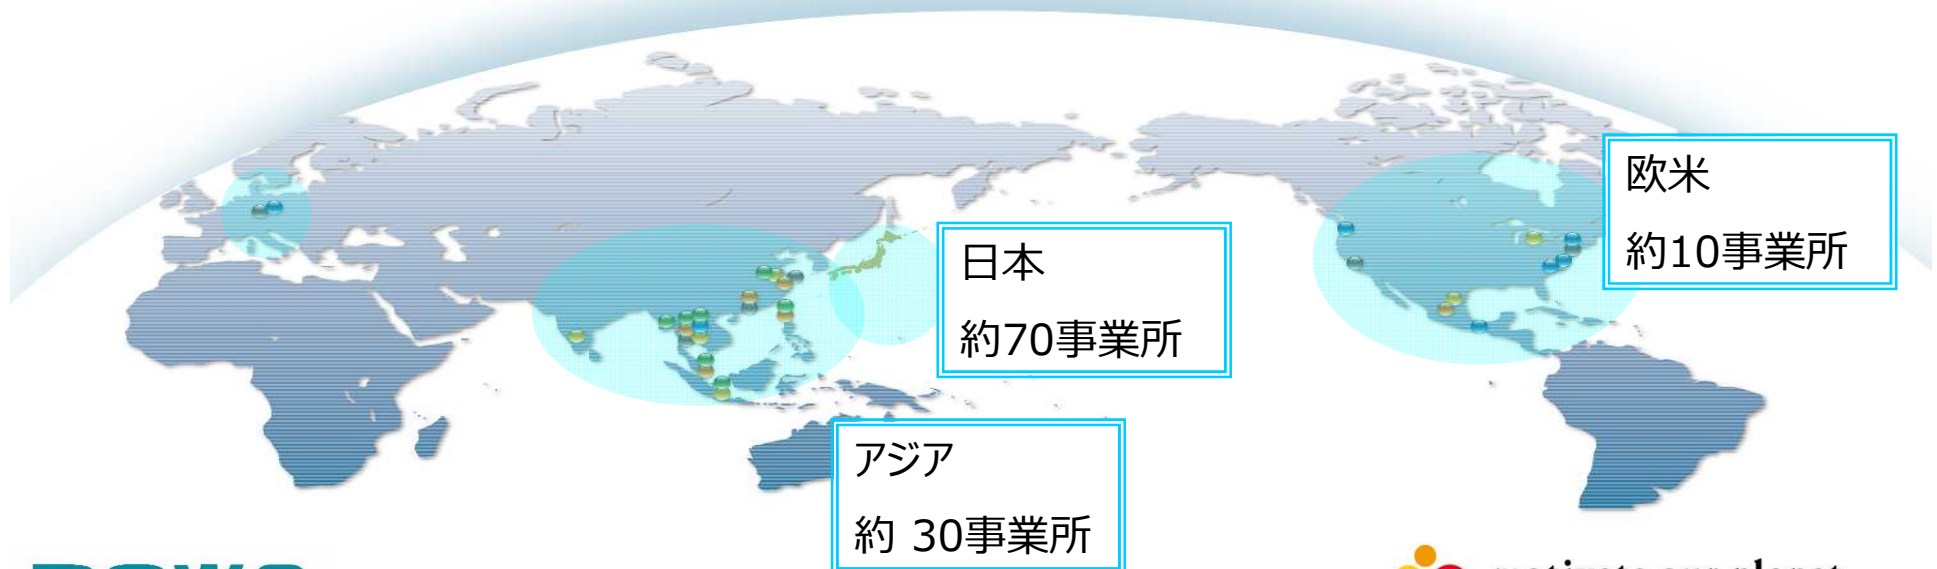 欧米
約10事業所
日本
約70事業所
アジア
約 30事業所